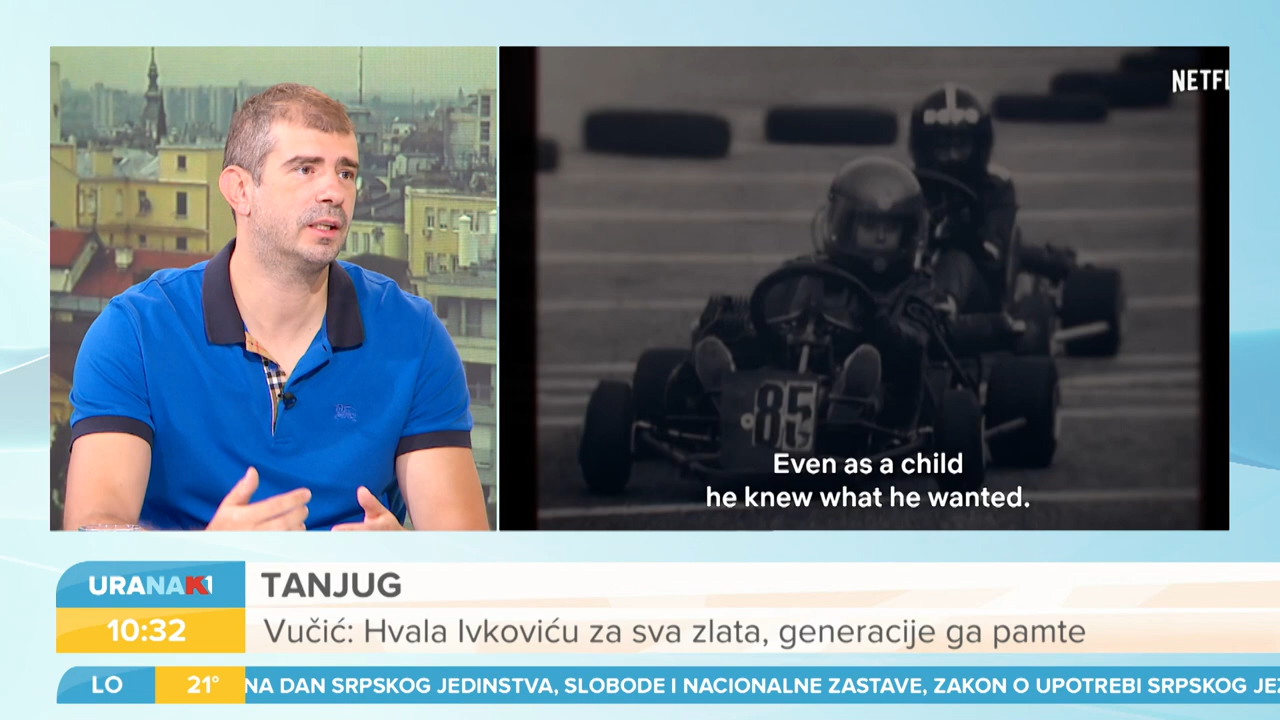 NETFL
85
Even as a child
he knew what he wanted.
URANAK1
TANJUG
10:32
Vučić: Hvala Ivkoviću za sva zlata, generacije ga pamte
LO
21°
NA DAN SRPSKOG JEDINSTVA, SLOBODE I NACIONALNE ZASTAVE, ZAKON O UPOTREBI SRPSKOG JEZ